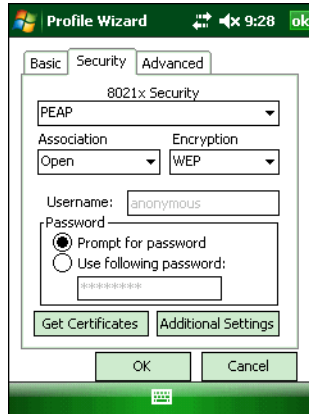 Profile Wizard 9:28 ok
Basic Security Advanced
8021x Security
PEAP
Association Encryption
Open WEP
Username: anonymous
Password
Prompt for password
Use following password:
********
Get Certificates Additional Settings
OK Cancel